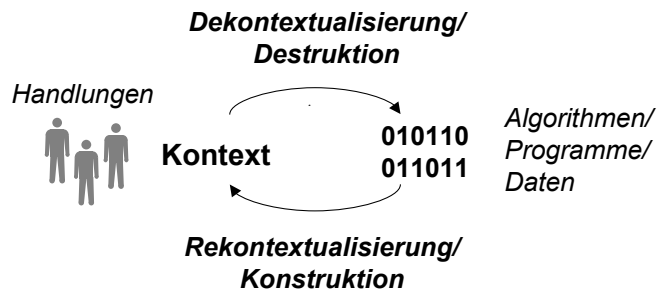 Dekontextualisierung/
Destruktion
Handlungen
Kontext
010110
011011
Algorithmen/
Programme/
Daten
Rekontextualisierung/
Konstruktion